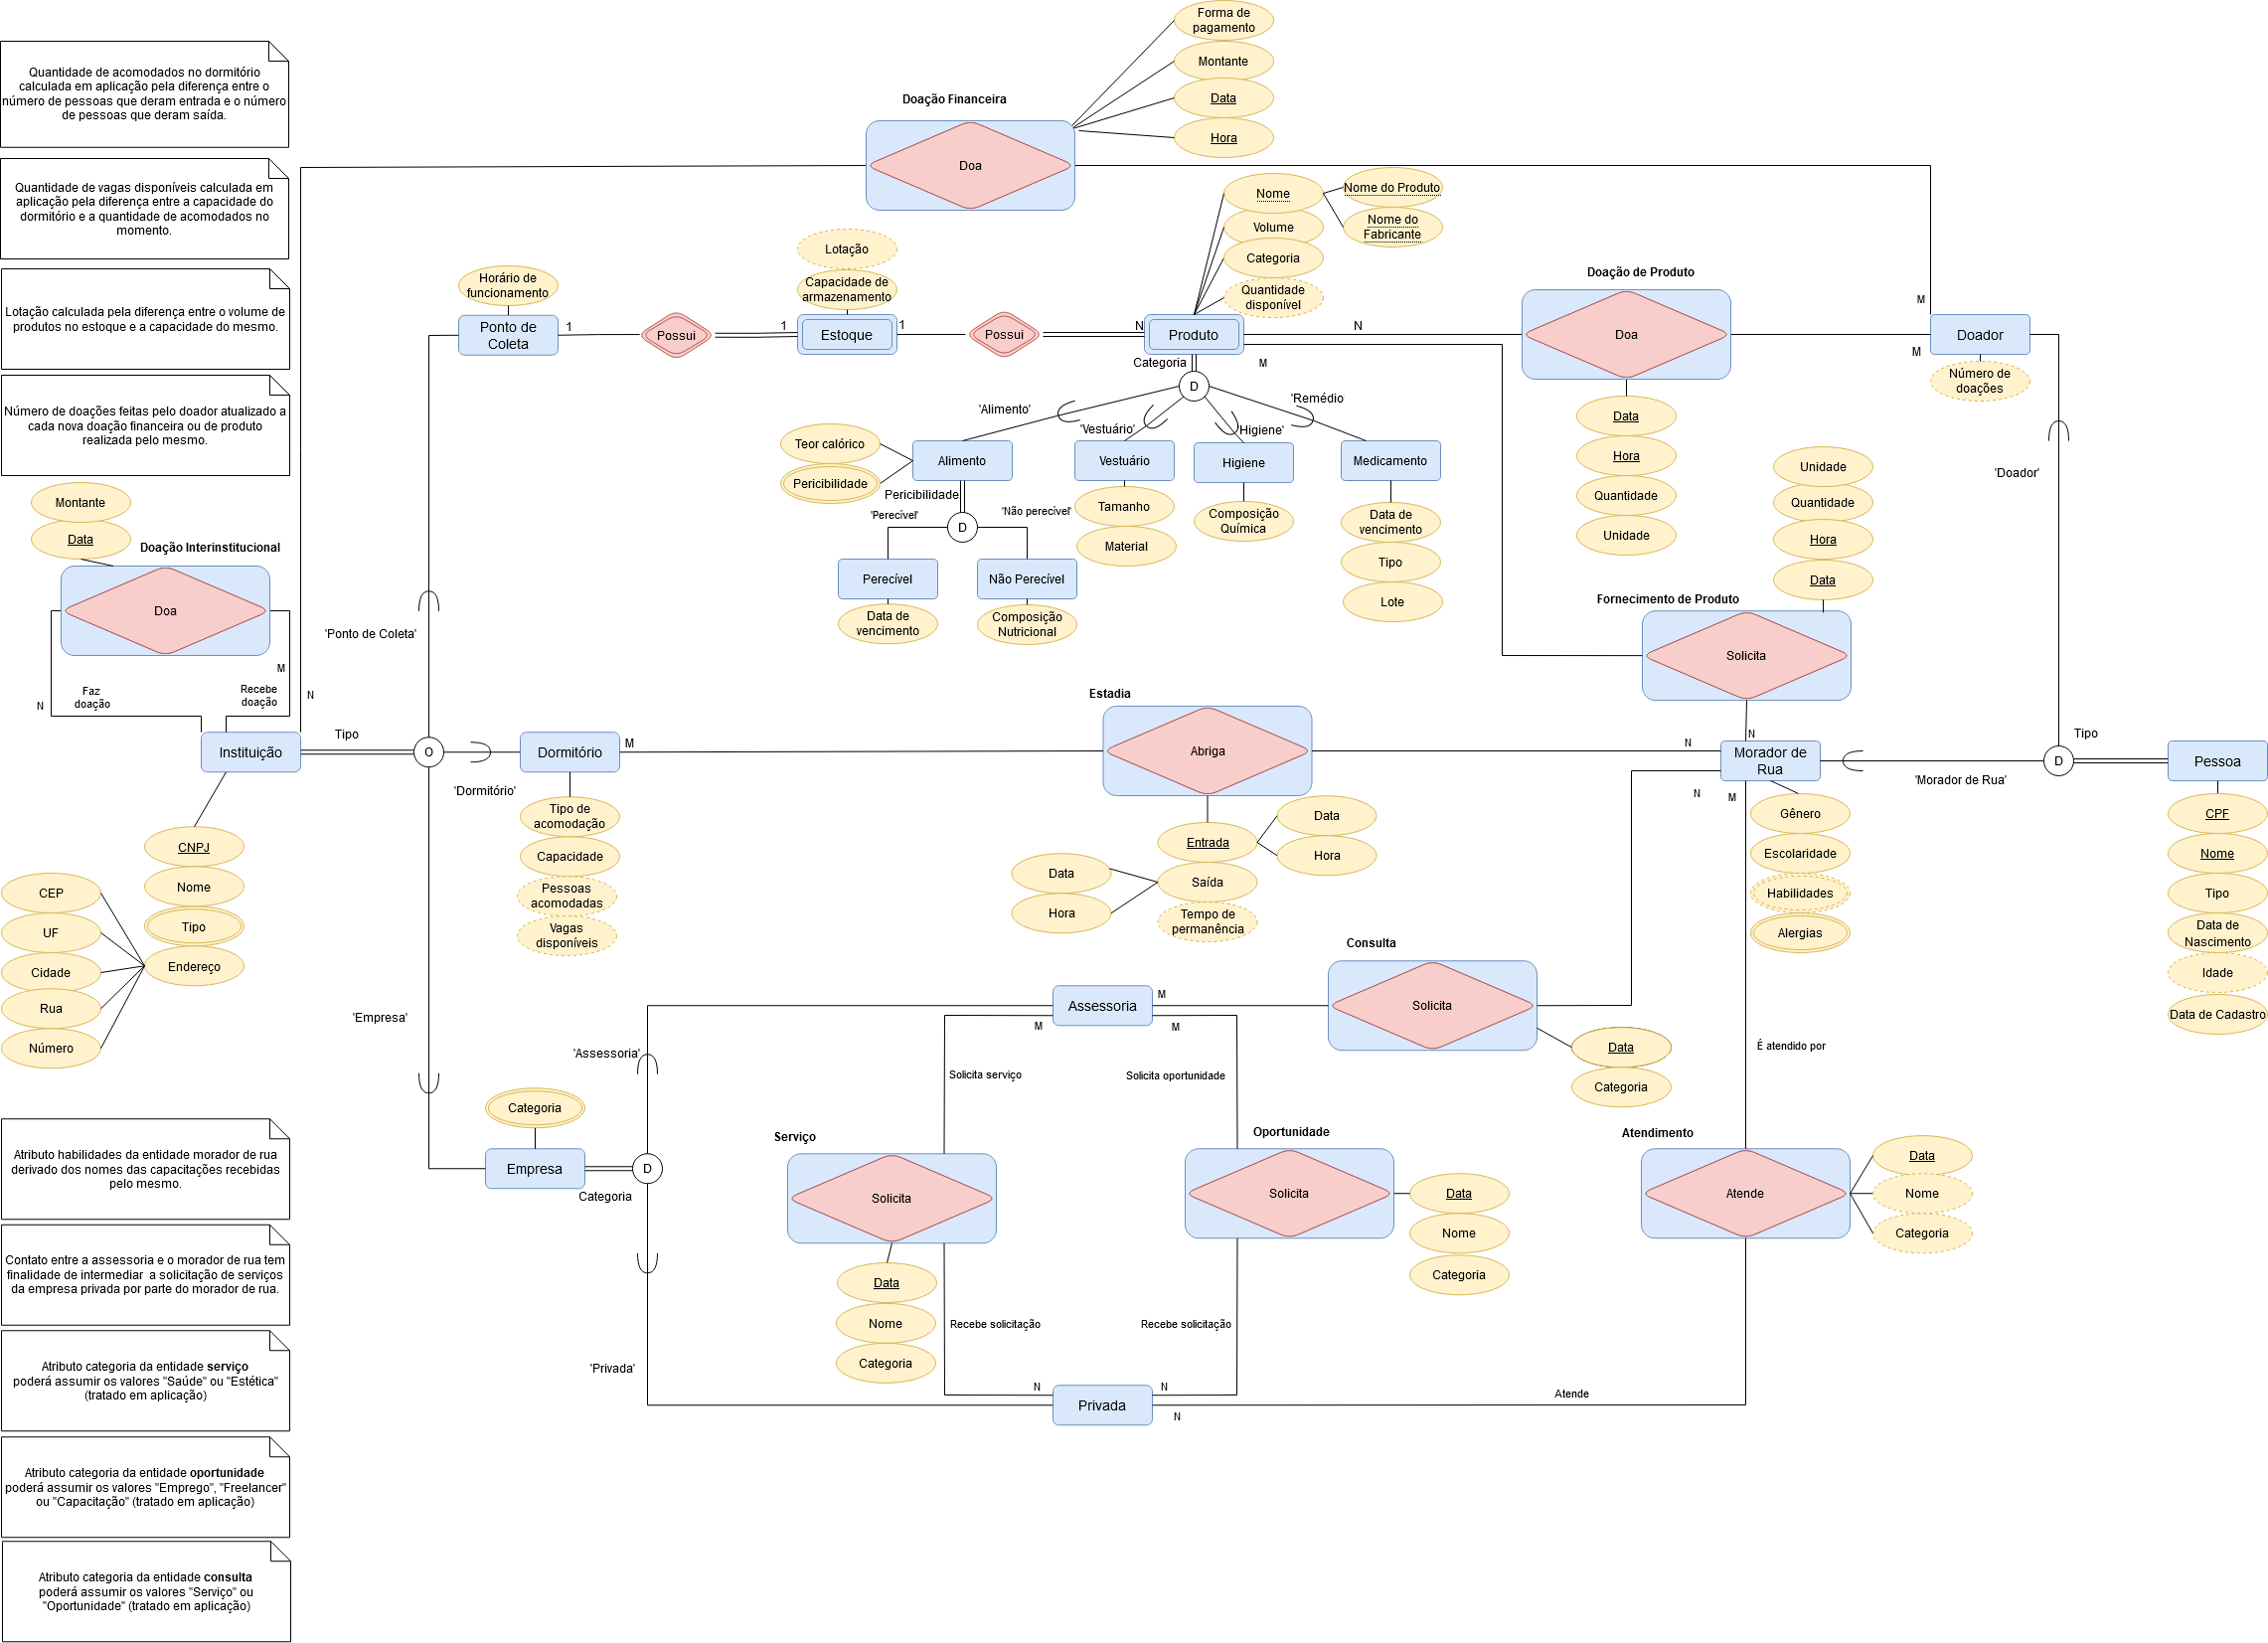 Forma de
pagamento
Montante
Data
Hora
Doação Financeira
Doa
Quantidade de acomodados no dormitório
calculada em aplicação pela diferença entre o
número de pessoas que deram entrada e o número
de pessoas que deram saída.
Quantidade de vagas disponíveis calculada em
aplicação pela diferença entre a capacidade do
dormitório e a quantidade de acomodados no
momento.
Lotação calculada pela diferença entre o volume de
produtos no estoque e a capacidade do mesmo.
Número de doações feitas pelo doador atualizado a
cada nova doação financeira ou de produto
realizada pelo mesmo.
Nome
Nome do Produto
Nome do
Fabricante
Volume
Categoria
Quantidade
disponível
Lotação
Capacidade de
armazenamento
Horário de
funcionamento
Ponto de
Coleta
1
Possui
1
Estoque
1
Possui
N
Produto
N
M
Categoria
Doação de Produto
Doa
Data
Hora
Quantidade
Unidade
M
M
Doador
Número de
doações
'Doador'
D
'Alimento'
'Vestuário'
'Higiene'
'Remédio
Teor calórico
Pericibilidade
Alimento
Vestuário
Higiene
Medicamento
Pericibilidade
'Perecível'
D
'Não perecível'
Tamanho
Material
Composição
Química
Data de
vencimento
Tipo
Lote
Perecível
Não Perecível
Data de
vencimento
Composição
Nutricional
Unidade
Quantidade
Hora
Data
Fornecimento de Produto
Solicita
N
Montante
Data
Doação Interinstitucional
Doa
N
Faz
doação
Recebe
doação
M
N
'Ponto de Coleta'
Instituição
Tipo
O
Dormitório
'Dormitório'
M
Estadia
Abriga
N
Morador de
Rua
'Morador de Rua'
D
Tipo
Pessoa
CPF
Nome
Tipo
Data de
Nascimento
Idade
Data de Cadastro
N
M
Gênero
Escolaridade
Habilidades
Alergias
Tipo de
acomodação
Capacidade
Pessoas
acomodadas
Vagas
disponíveis
Entrada
Data
Hora
Saída
Data
Hora
Tempo de
permanência
CNPJ
Nome
Tipo
Endereço
CEP
UF
Cidade
Rua
Número
'Empresa'
Consulta
Solicita
Data
Categoria
Assessoria
M
M
M
'Assessoria'
Solicita serviço
Solicita oportunidade
É atendido por
Categoria
Empresa
D
Categoria
Serviço
Solicita
Data
Nome
Categoria
Oportunidade
Solicita
Data
Nome
Categoria
Atendimento
Atende
Data
Nome
Categoria
Recebe solicitação
Recebe solicitação
'Privada'
N
N
Privada
N
Atende
Atributo habilidades da entidade morador de rua
derivado dos nomes das capacitações recebidas
pelo mesmo.
Contato entre a assessoria e o morador de rua tem
finalidade de intermediar a solicitação de serviços
da empresa privada por parte do morador de rua.
Atributo categoria da entidade serviço
poderá assumir os valores "Saúde" ou "Estética"
(tratado em aplicação)
Atributo categoria da entidade oportunidade
poderá assumir os valores "Emprego", "Freelancer"
ou "Capacitação" (tratado em aplicação)
Atributo categoria da entidade consulta
poderá assumir os valores "Serviço" ou
"Oportunidade" (tratado em aplicação)